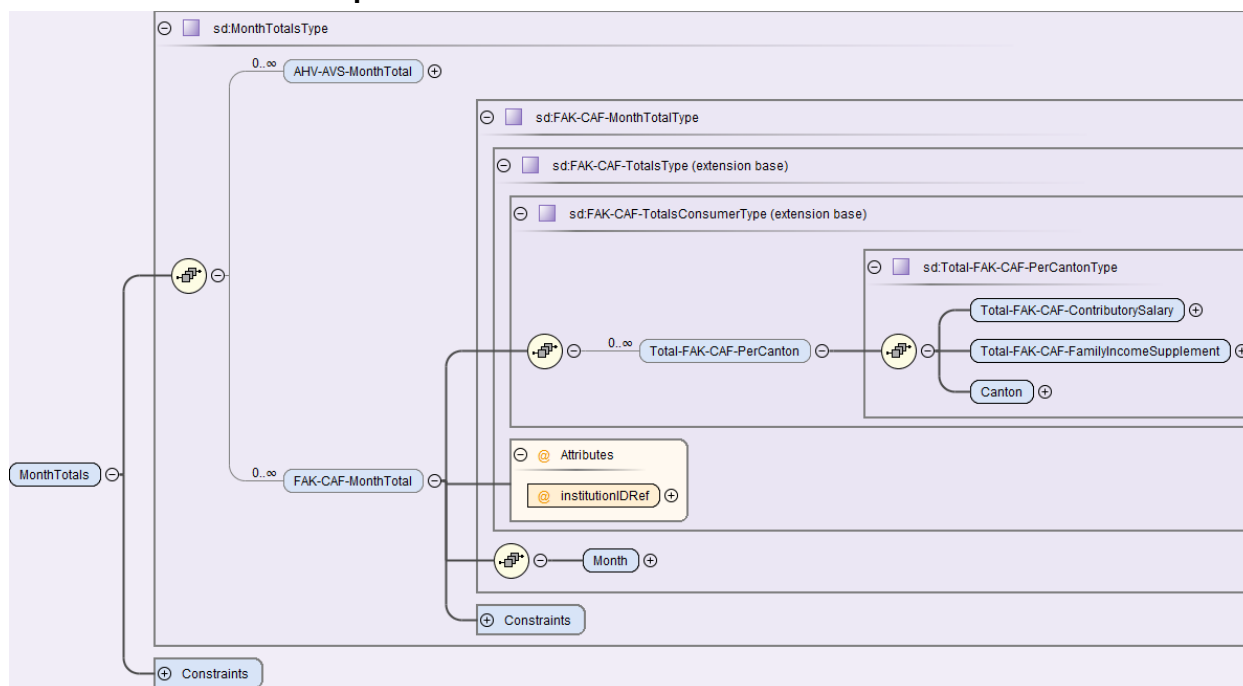 sd:MonthTotalsType
0..∞ AHV-AVS-MonthTotal
sd:FAK-CAF-MonthTotalType
sd:FAK-CAF-TotalsType (extension base)
sd:FAK-CAF-TotalsConsumerType (extension base)
sd:Total-FAK-CAF-PerCantonType
Total-FAK-CAF-ContributorySalary
0..∞ Total-FAK-CAF-PerCanton
Total-FAK-CAF-FamilyIncomeSupplement
Canton
@ Attributes
MonthTotals
0..∞ FAK-CAF-MonthTotal
@ institutionIDRef
Month
Constraints
Constraints